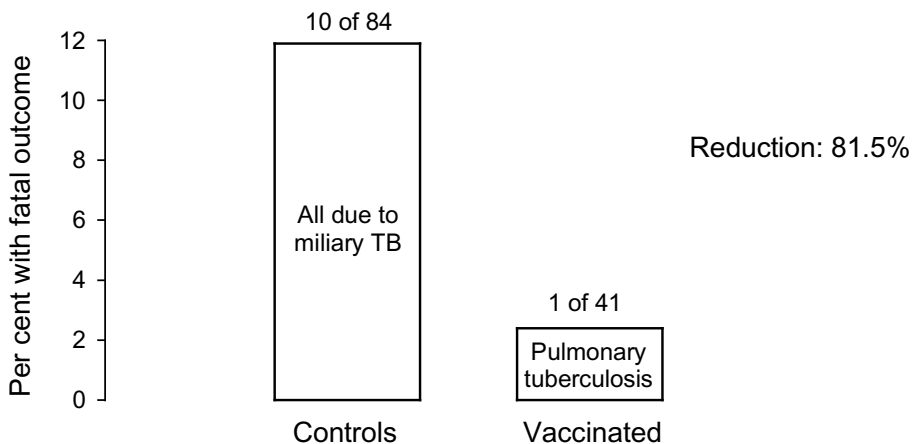 10 of 84
12
10
8
6
4
2
0
Per cent with fatal outcome
All due to
miliary TB
Reduction: 81.5%
1 of 41
Pulmonary
tuberculosis
Controls
Vaccinated